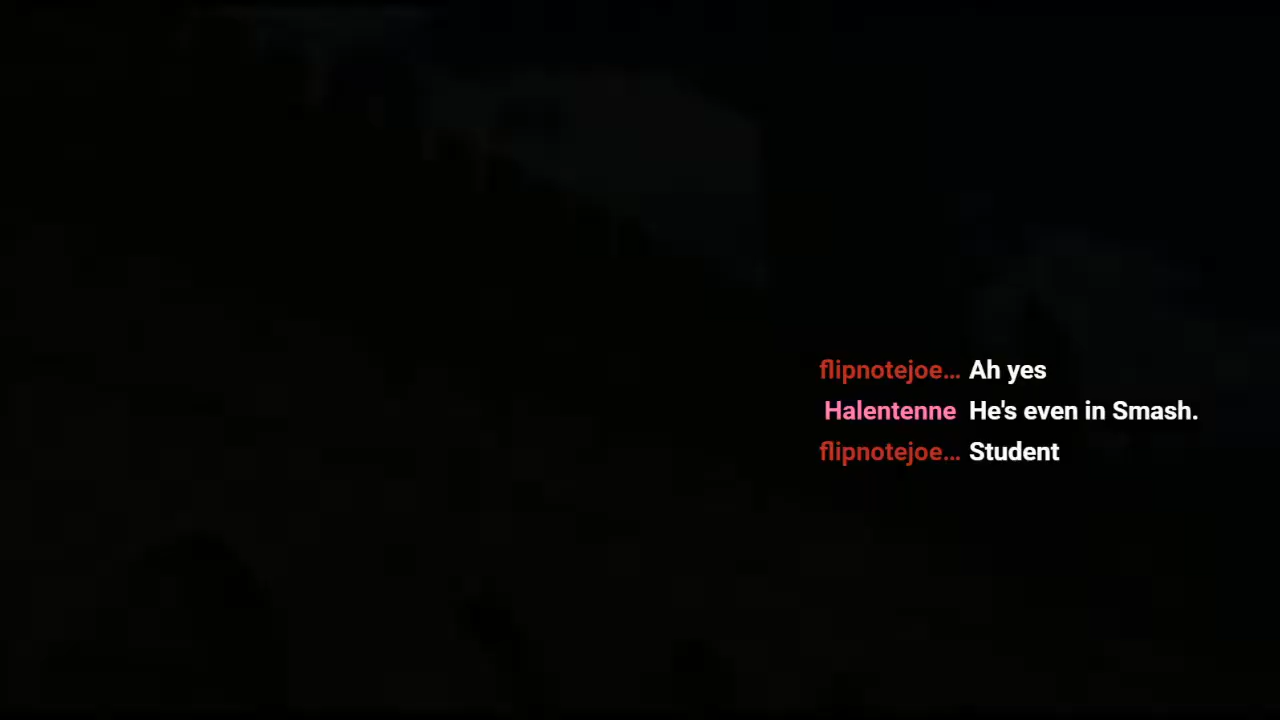 flipnotejoe… Ah yes
Halentenne He's even in Smash.
flipnotejoe… Student